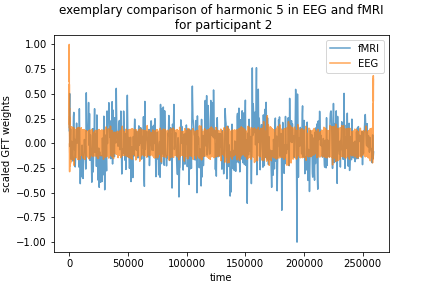 exemplary comparison of harmonic 5 in EEG and fMRI
for participant 2
fMRI
EEG
1.00
0.75
0.50
0.25
0.00
−0.25
−0.50
−0.75
−1.00
scaled GFT weights
0 50000 100000 150000 200000 250000
time